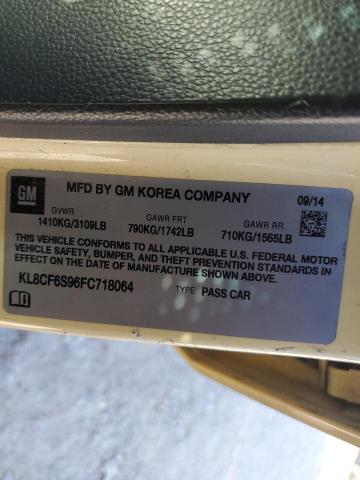 GM
MFD BY GM KOREA COMPANY 09/14
GVWR GAWR FRT GAWR RR
1410KG/3109LB 790KG/1742LB 710KG/1565LB
THIS VEHICLE CONFORMS TO ALL APPLICABLE U.S. FEDERAL MOTOR
VEHICLE SAFETY, BUMPER, AND THEFT PREVENTION STANDARDS
IN EFFECT ON THE DATE OF MANUFACTURE SHOWN ABOVE.
KL8CF6S96FC718064 TYPE: PASS CAR